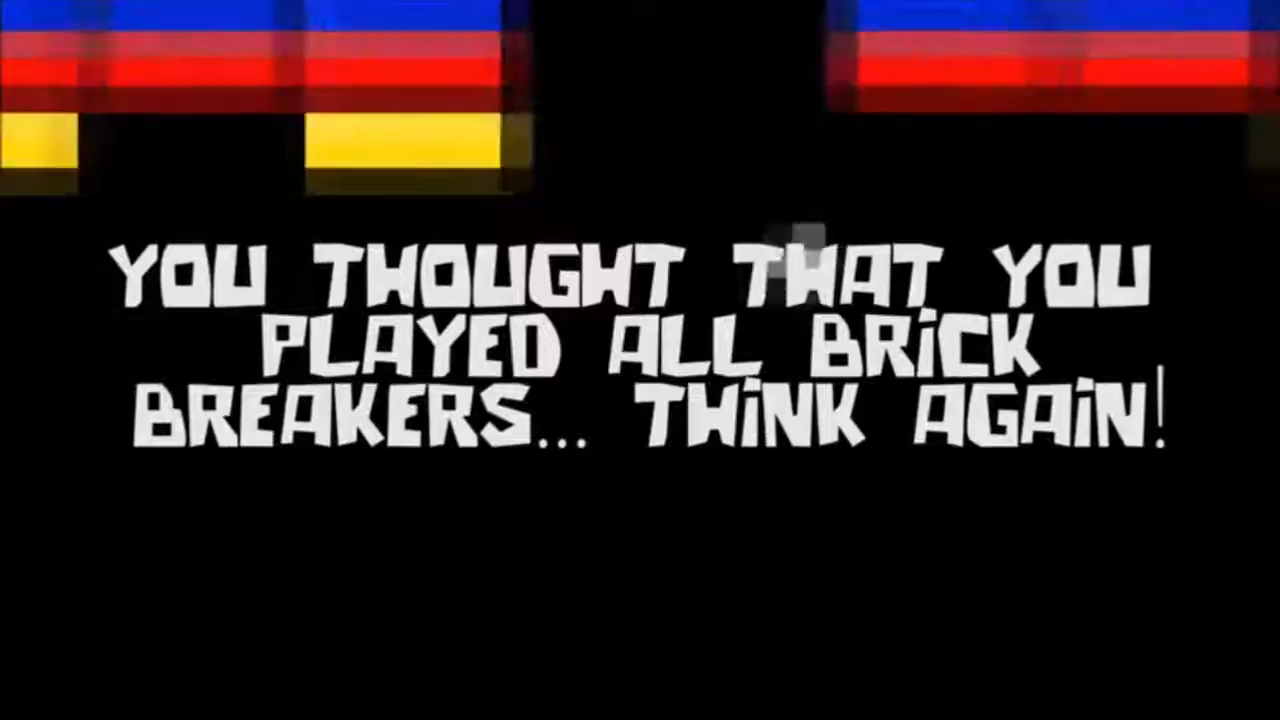 YOU THOUGHT THAT YOU
PLAYED ALL BRiCK
BREAKERS... THiNK AGAiN!